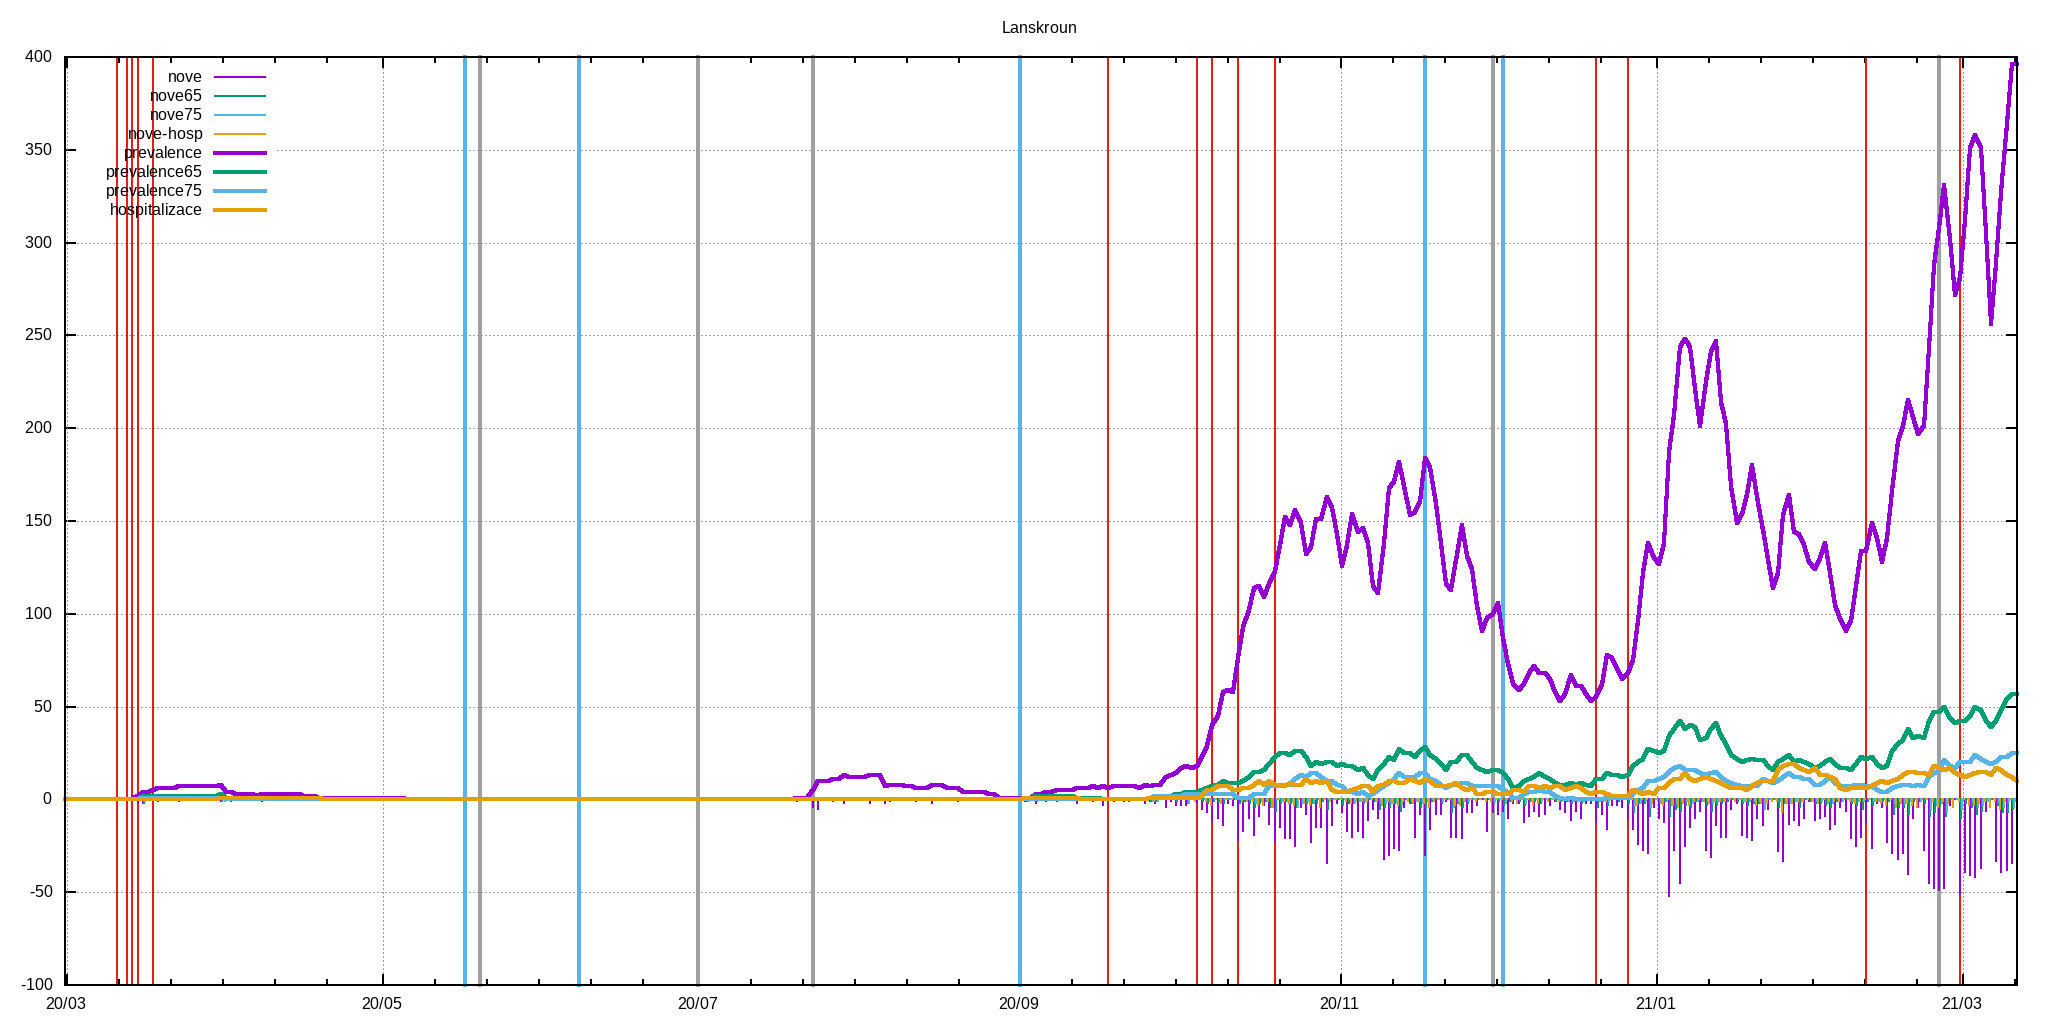 Lanskroun
400
350
300
250
200
150
100
50
0
-50
-100
nove
nove65
nove75
nove-hosp
prevalence
prevalence65
prevalence75
hospitalizace
20/03 20/05 20/07 20/09 20/11 21/01 21/03